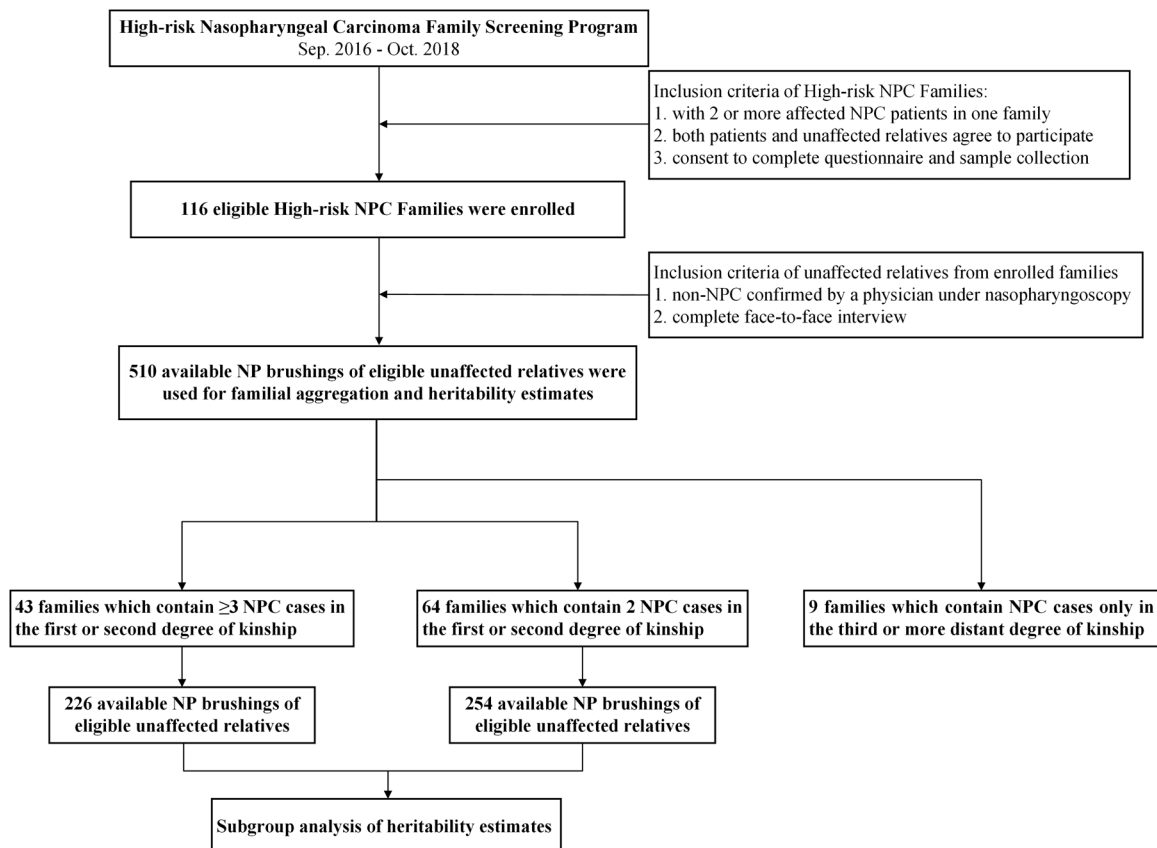 High-risk Nasopharyngeal Carcinoma Family Screening Program
Sep. 2016 - Oct. 2018
Inclusion criteria of High-risk NPC Families:
1. with 2 or more affected NPC patients in one family
2. both patients and unaffected relatives agree to participate
3. consent to complete questionnaire and sample collection
116 eligible High-risk NPC Families were enrolled
Inclusion criteria of unaffected relatives from enrolled families
1. non-NPC confirmed by a physician under nasopharyngoscopy
2. complete face-to-face interview
510 available NP brushings of eligible unaffected relatives were
used for familial aggregation and heritability estimates
43 families which contain ≥3 NPC cases in
the first or second degree of kinship
64 families which contain 2 NPC cases in
the first or second degree of kinship
9 families which contain NPC cases only in
the third or more distant degree of kinship
226 available NP brushings of
eligible unaffected relatives
254 available NP brushings of
eligible unaffected relatives
Subgroup analysis of heritability estimates